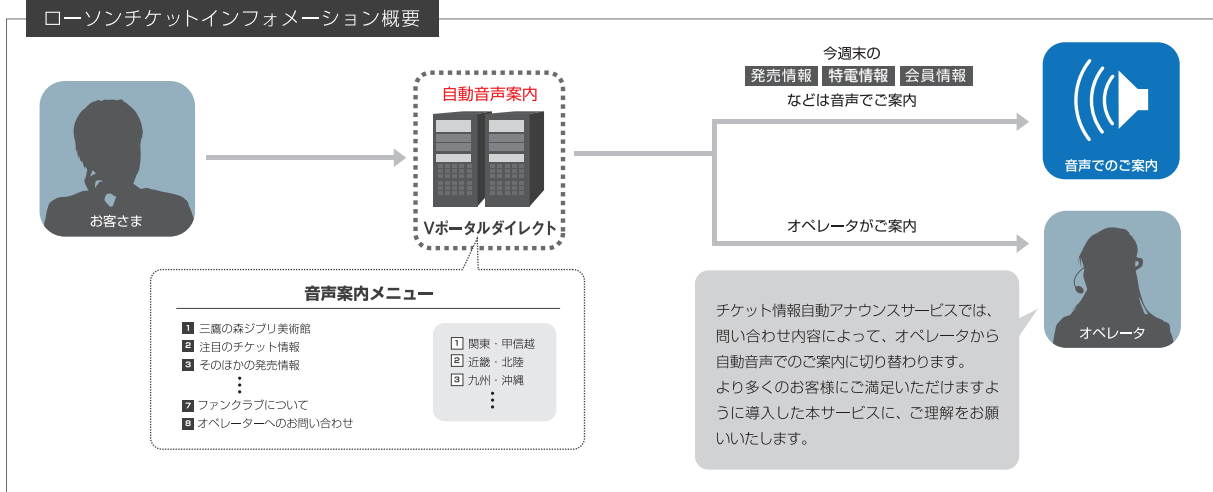 ローソンチケットインフォメーション概要
お客さま
自動音声案内
Vポータルダイレクト
今週末の
発売情報 特電情報 会員情報
などは音声でご案内
音声でのご案内
オペレータがご案内
オペレータ
音声案内メニュー
1 三鷹の森ジブリ美術館
2 注目のチケット情報
3 そのほかの発売情報
7 ファンクラブについて
8 オペレーターへのお問い合わせ
1 関東・甲信越
2 近畿・北陸
3 九州・沖縄
チケット情報自動アナウンスサービスでは、
問い合わせ内容によって、オペレータから
自動音声でのご案内に切り替わります。
より多くのお客様にご満足いただけますよ
うに導入した本サービスに、ご理解をお願
いいたします。